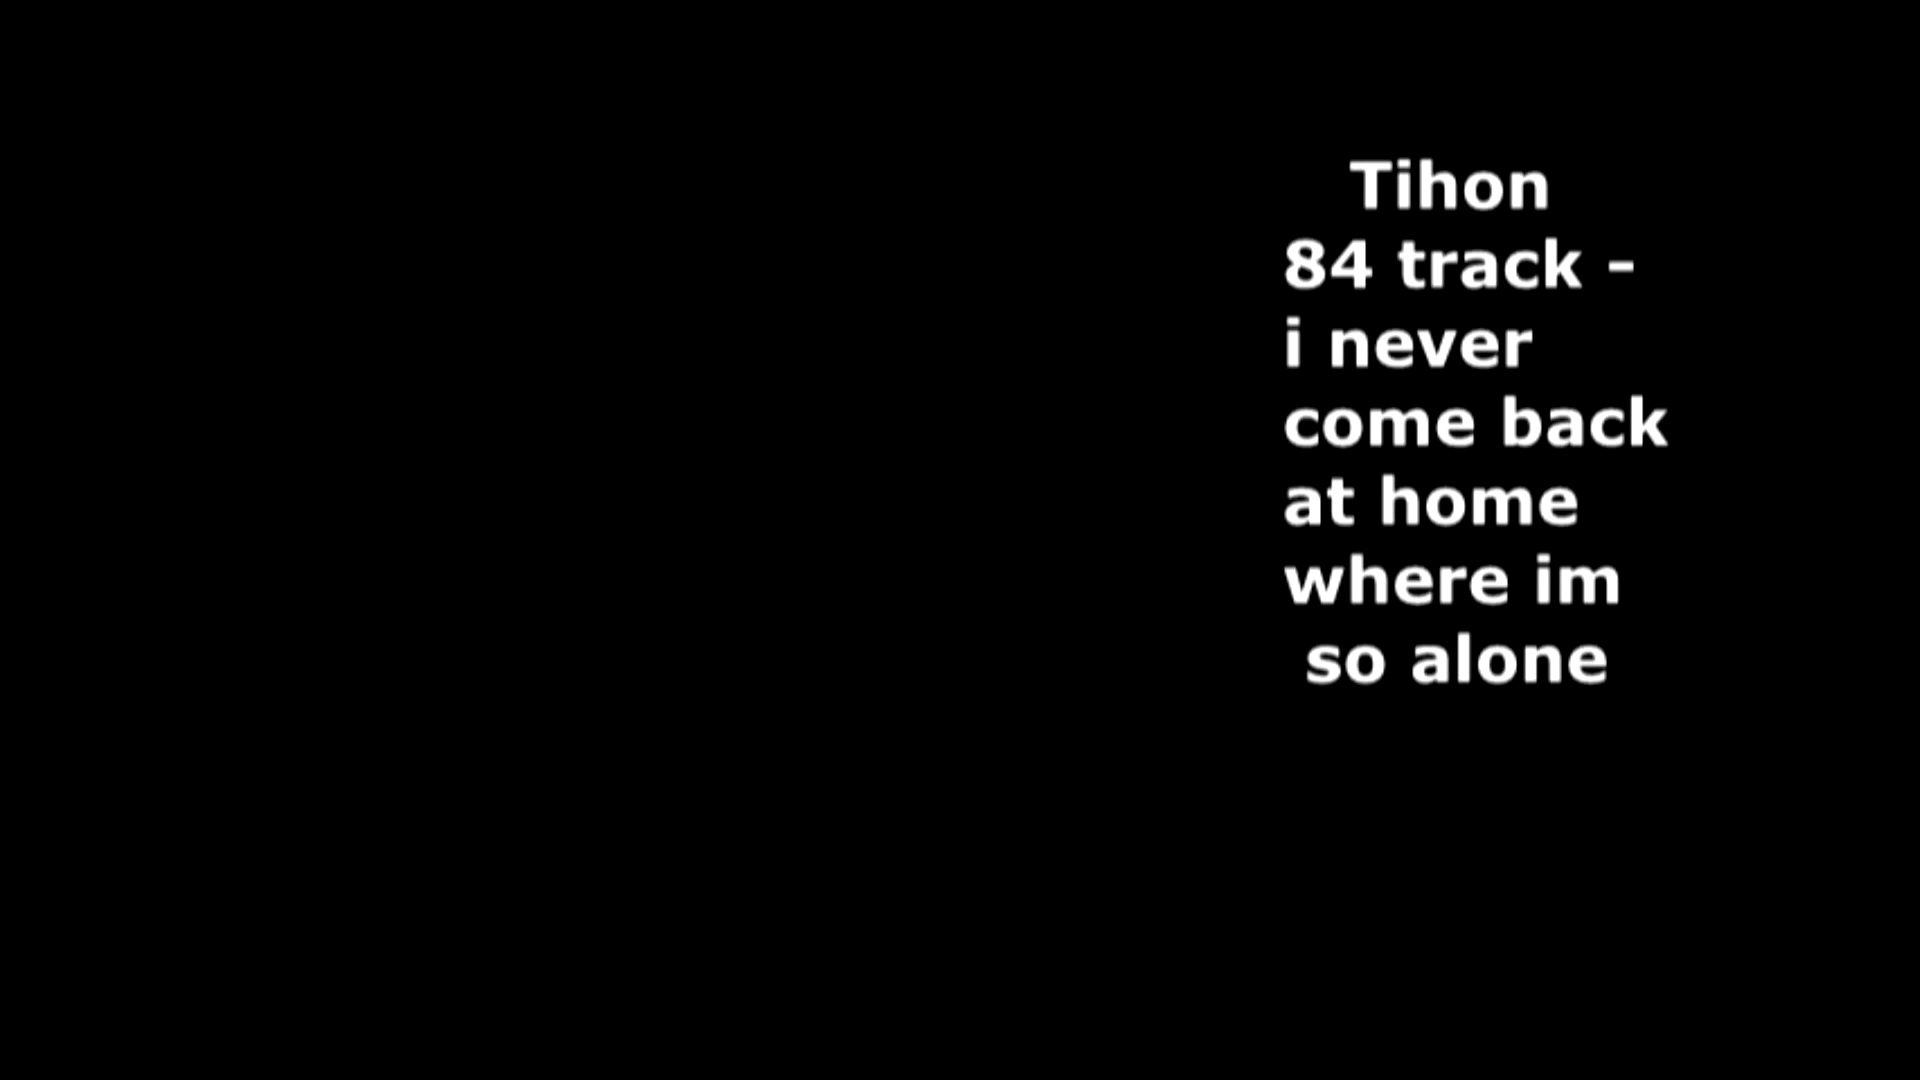 Tihon
84 track -
i never
come back
at home
where im
so alone